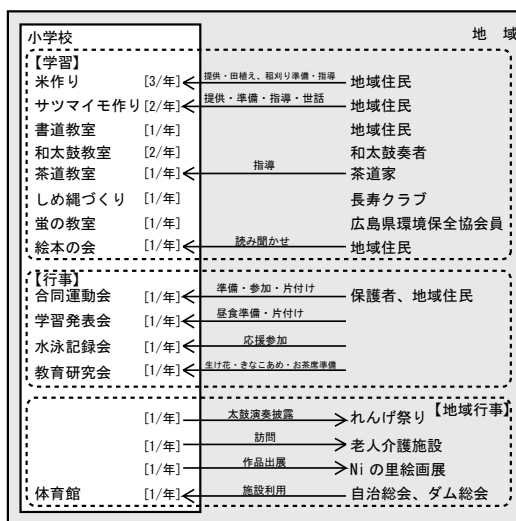 小学校 地 域
【学習】
米作り [3/年] 提供・田植え、稲刈り準備・指導 地域住民
サツマイモ作り [2/年] 提供・準備・指導・世話 地域住民
書道教室 [1/年] 地域住民
和太鼓教室 [2/年] 和太鼓奏者
茶道教室 [1/年] 指導 茶道家
しめ縄づくり [1/年] 長寿クラブ
蛍の教室 [1/年] 広島県環境保全協会員
絵本の会 [1/年] 読み聞かせ 地域住民
【行事】
合同運動会 [1/年] 準備・参加・片付け 保護者、地域住民
学習発表会 [1/年] 昼食準備・片付け
水泳記録会 [1/年] 応援参加
教育研究会 [1/年] 生け花・きなこあめ・お茶席準備
【地域行事】
[1/年] 太鼓演奏披露 れんげ祭り
[1/年] 訪問 老人介護施設
[1/年] 作品出展 Niの里絵画展
体育館 [1/年] 施設利用 自治総会、ダム総会